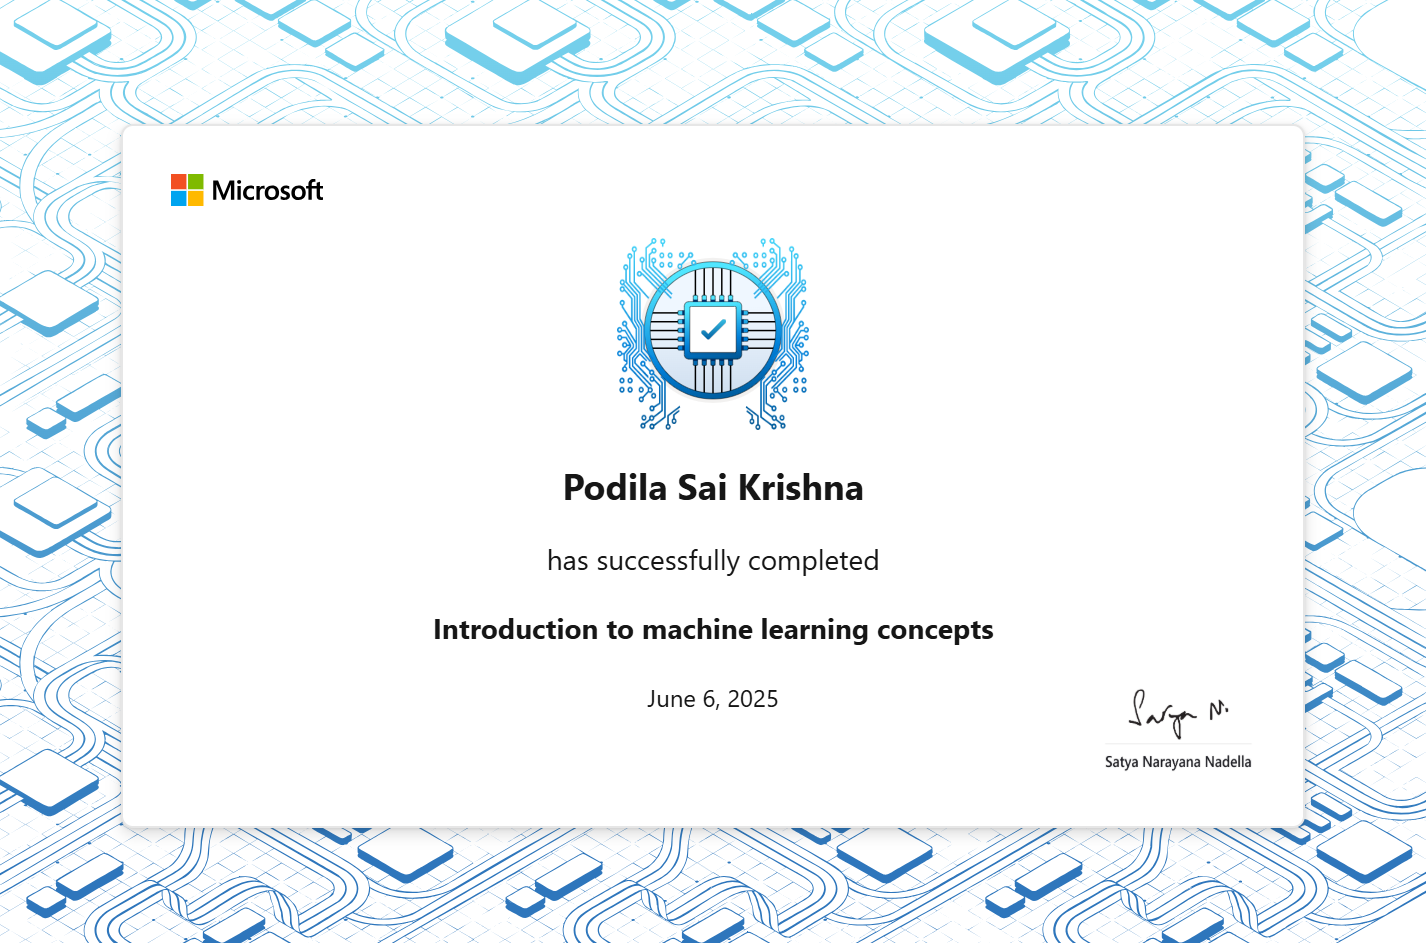 Microsoft
Podila Sai Krishna
has successfully completed
Introduction to machine learning concepts
June 6, 2025
Satya N.
Satya Narayana Nadella